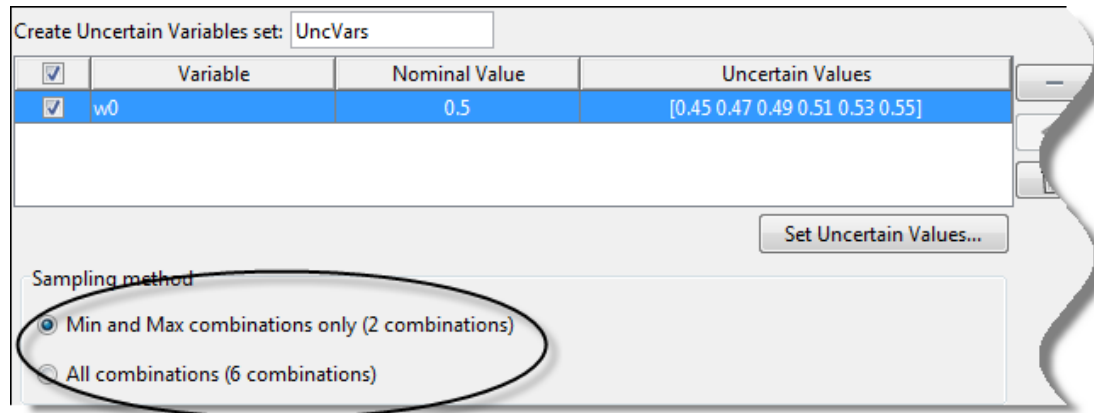 Create Uncertain Variables set: UncVars
Variable Nominal Value Uncertain Values
w0 0.5 [0.45 0.47 0.49 0.51 0.53 0.55]
Set Uncertain Values...
Sampling method
Min and Max combinations only (2 combinations)
All combinations (6 combinations)